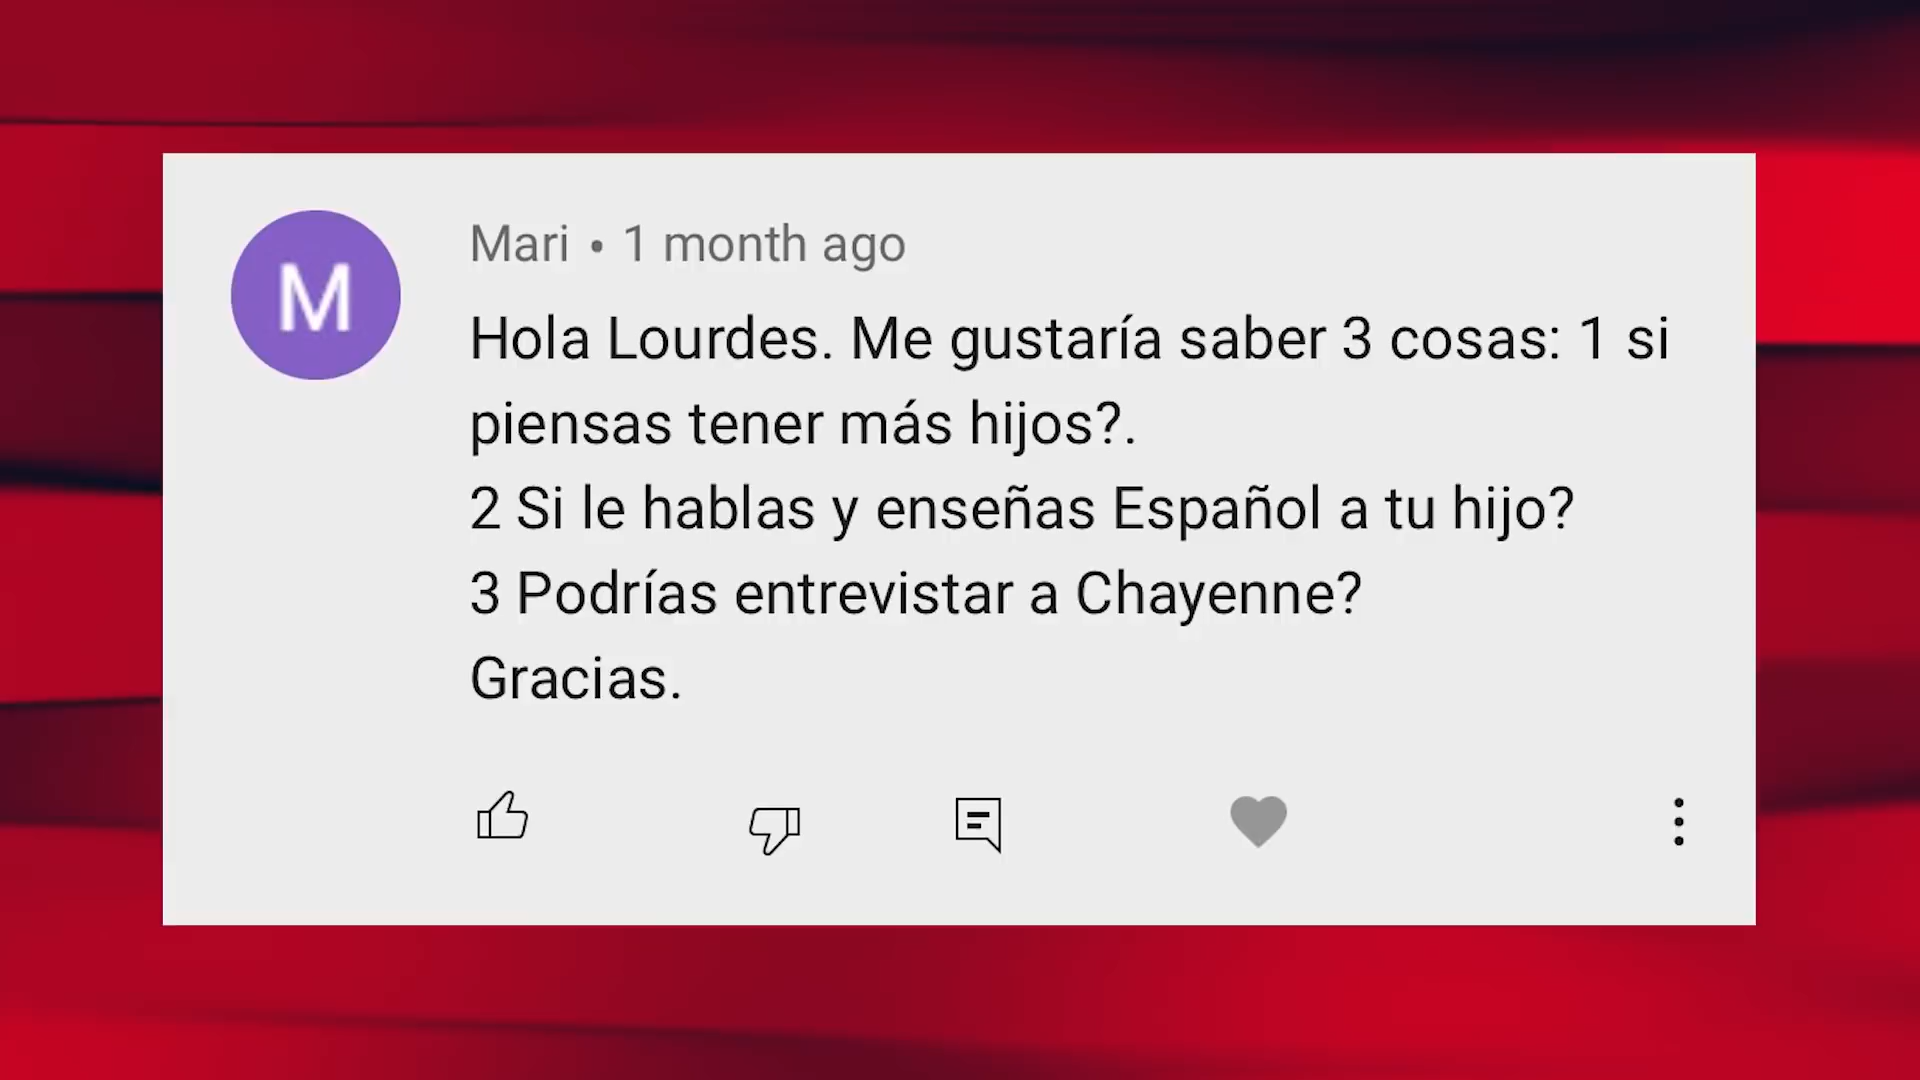 M
Mari • 1 month ago
Hola Lourdes. Me gustaría saber 3 cosas: 1 si
piensas tener más hijos?.
2 Si le hablas y enseñas Español a tu hijo?
3 Podrías entrevistar a Chayenne?
Gracias.